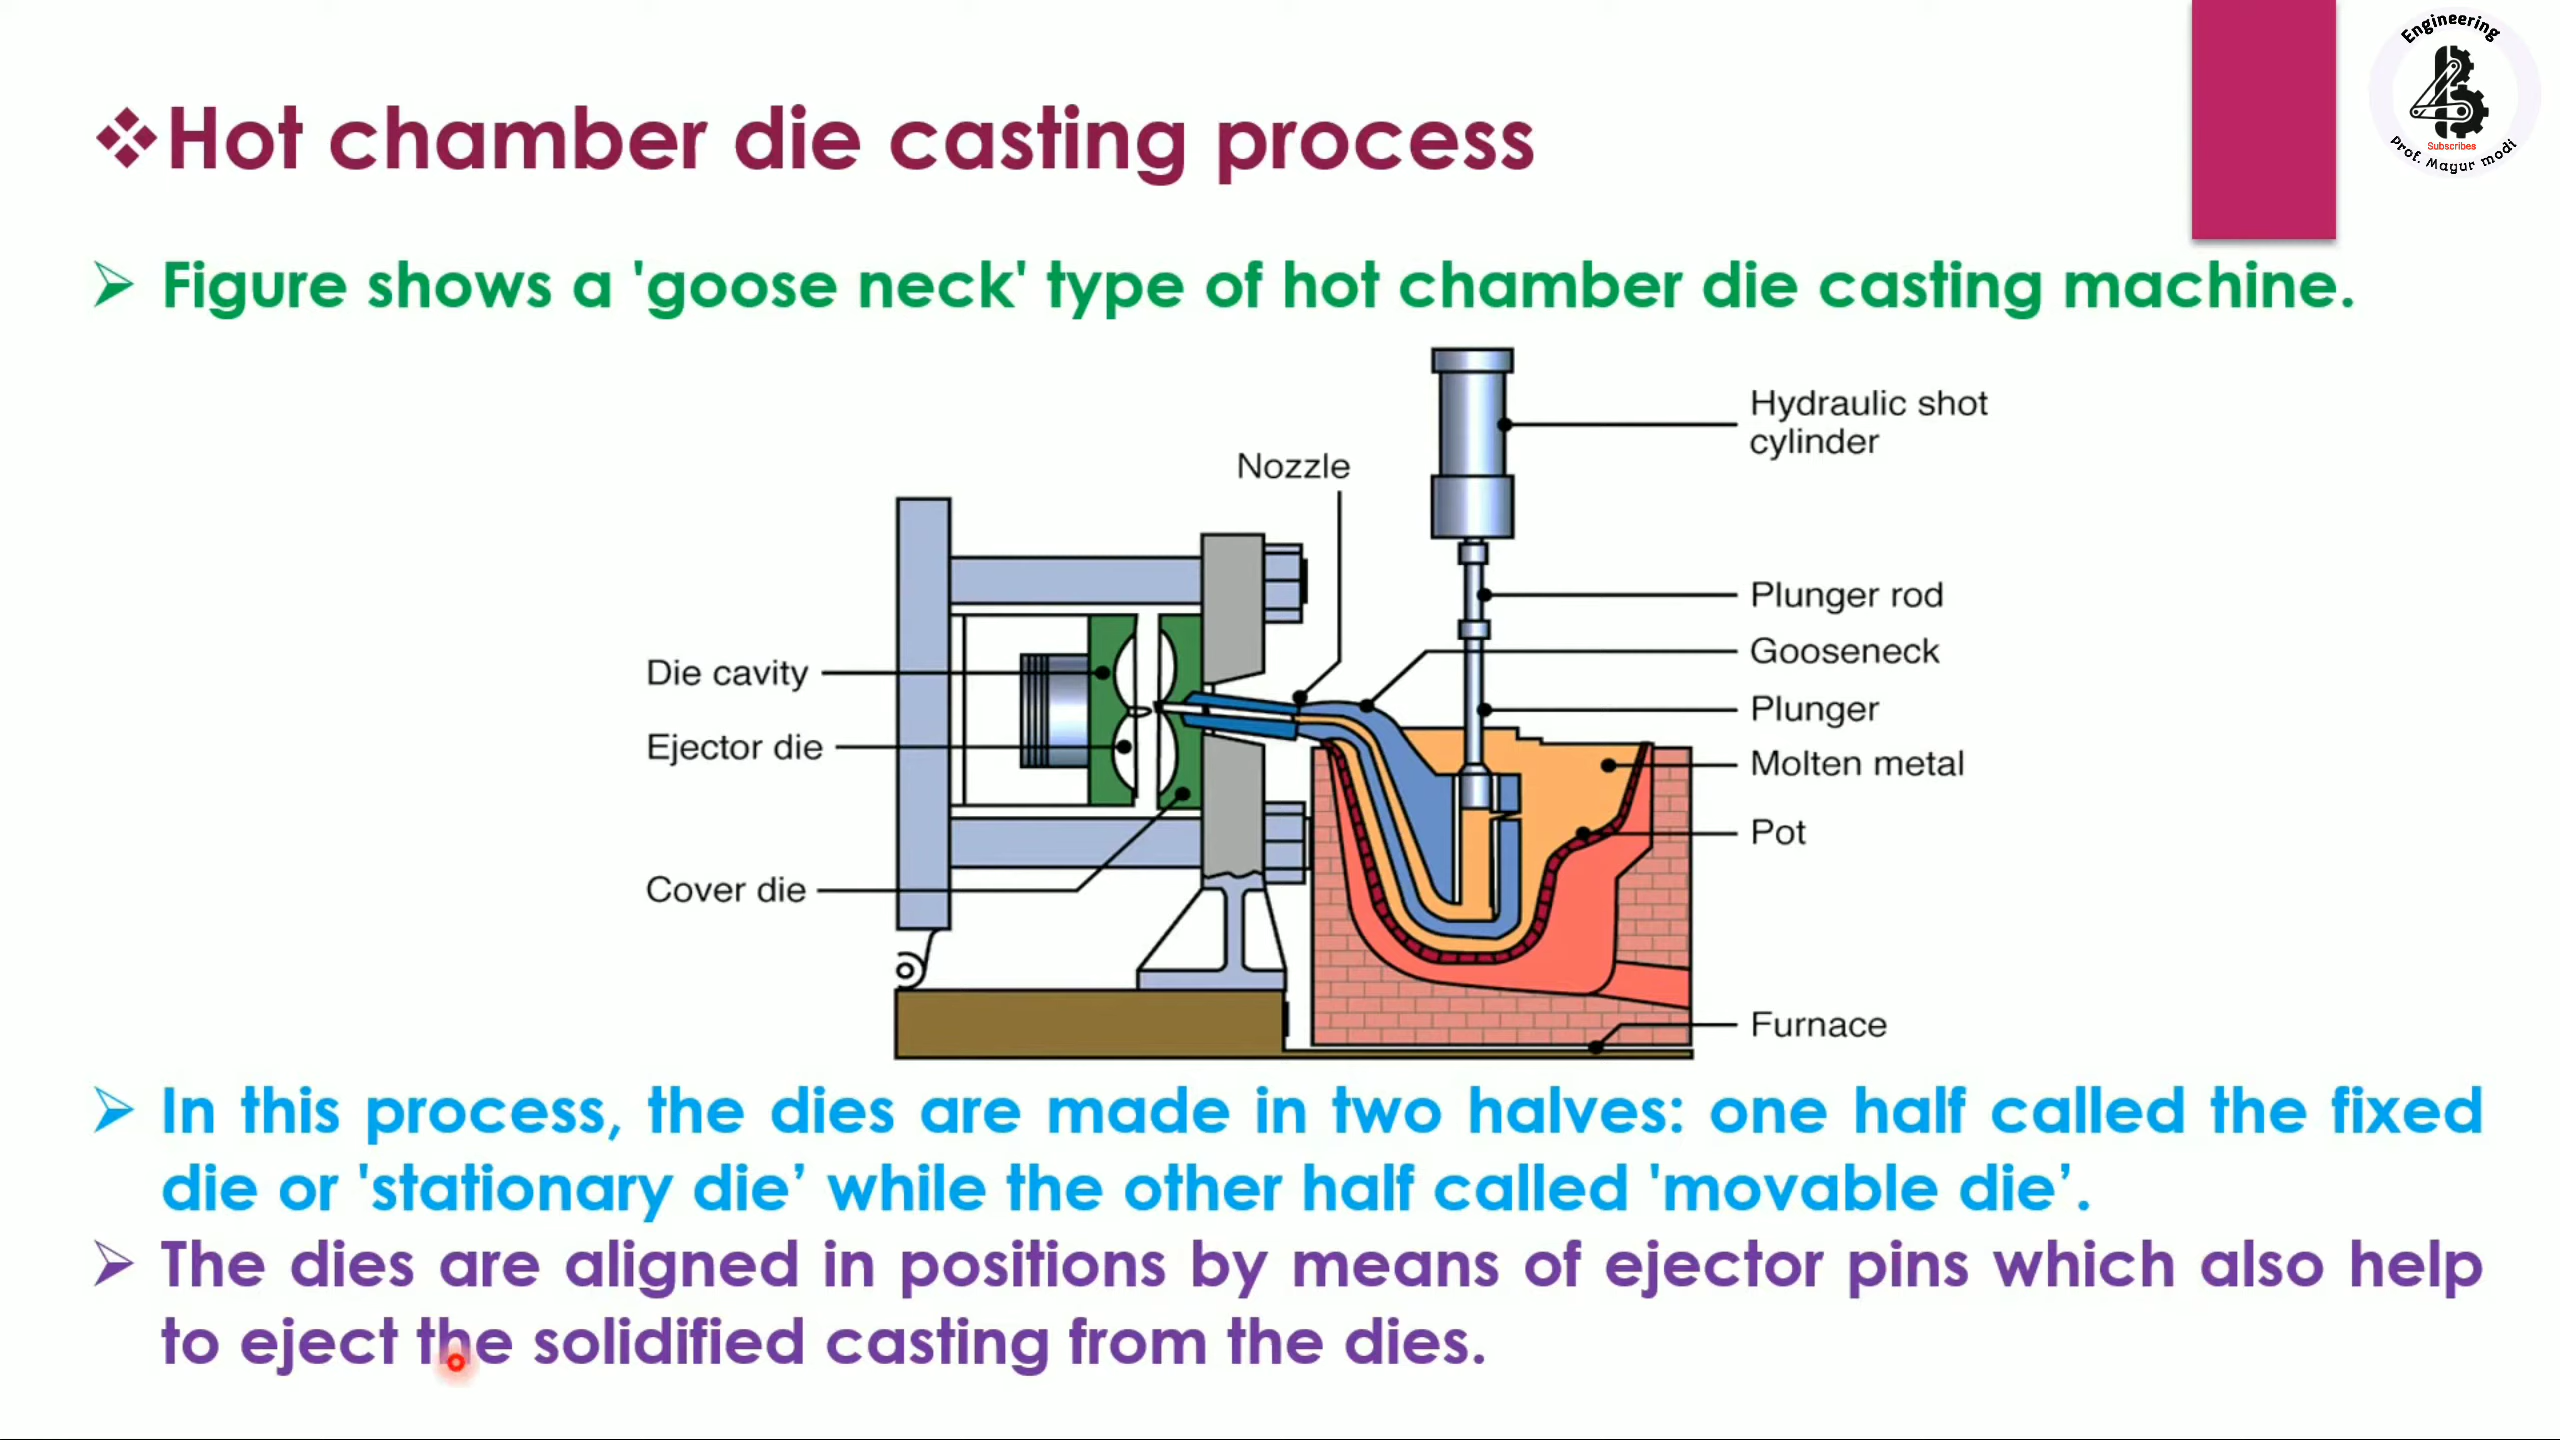 Engineering
Subscribes
Prof. Mayur modi
❖Hot chamber die casting process
➢ Figure shows a 'goose neck' type of hot chamber die casting machine.
Hydraulic shot
cylinder
Nozzle
Plunger rod
Gooseneck
Die cavity
Plunger
Ejector die
Molten metal
Pot
Cover die
Furnace
➢ In this process, the dies are made in two halves: one half called the fixed
die or 'stationary die’ while the other half called 'movable die’.
➢ The dies are aligned in positions by means of ejector pins which also help
to eject the solidified casting from the dies.